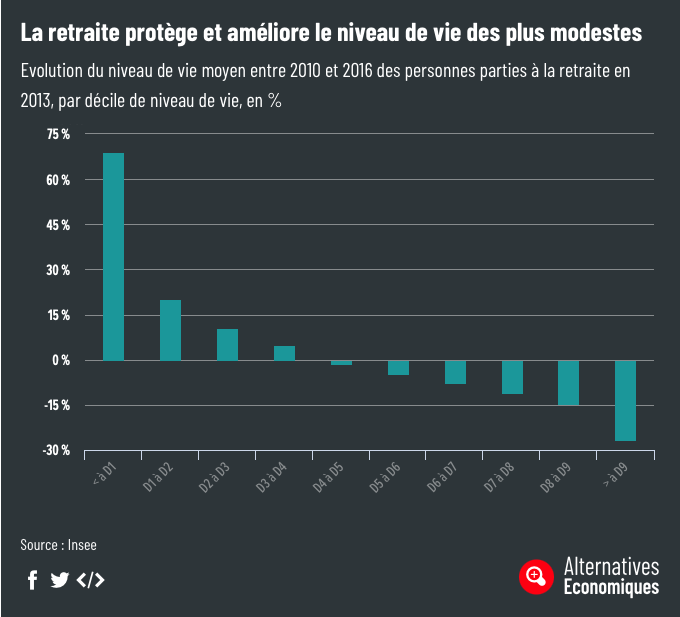 La retraite protège et améliore le niveau de vie des plus modestes
Evolution du niveau de vie moyen entre 2010 et 2016 des personnes parties à la retraite en
2013, par décile de niveau de vie, en %
75 %
60 %
45 %
30 %
15 %
0 %
-15 %
-30 %
< à D1
D1 à D2
D2 à D3
D3 à D4
D4 à D5
D5 à D6
D6 à D7
D7 à D8
D8 à D9
> à D9
Source : Insee
Alternatives
Economiques